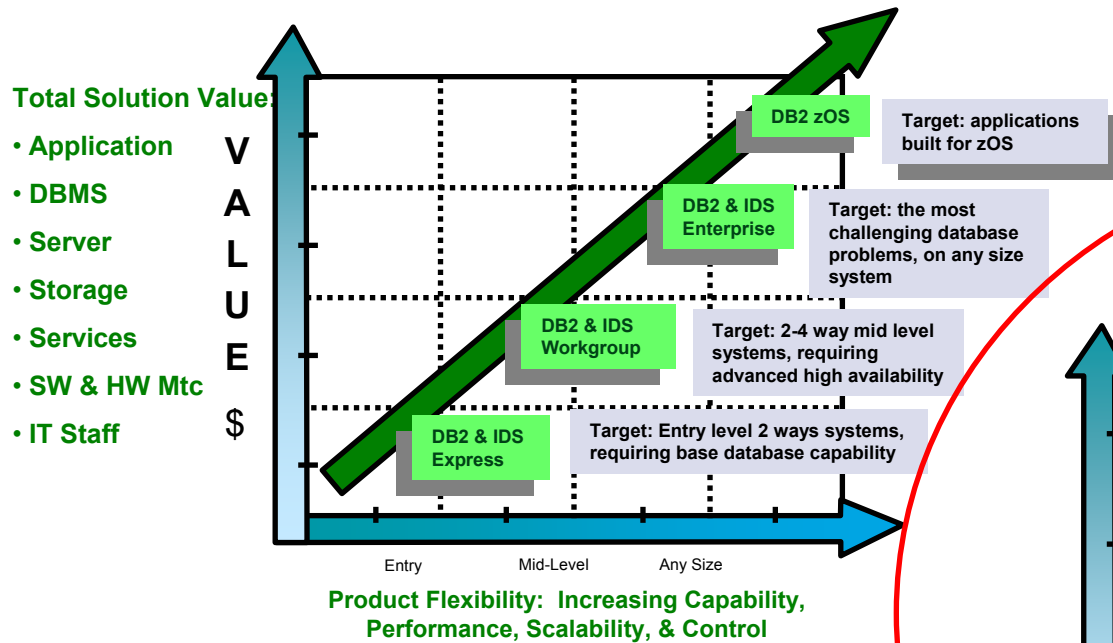 Total Solution Value:
• Application
• DBMS
• Server
• Storage
• Services
• SW & HW Mtc
• IT Staff
V
A
L
U
E
$
DB2 zOS
Target: applications
built for zOS
DB2 & IDS
Enterprise
Target: the most
challenging database
problems, on any size
system
DB2 & IDS
Workgroup
Target: 2-4 way mid level
systems, requiring
advanced high availability
DB2 & IDS
Express
Target: Entry level 2 ways systems,
requiring base database capability
Entry
Mid-Level
Any Size
Product Flexibility: Increasing Capability,
Performance, Scalability, & Control